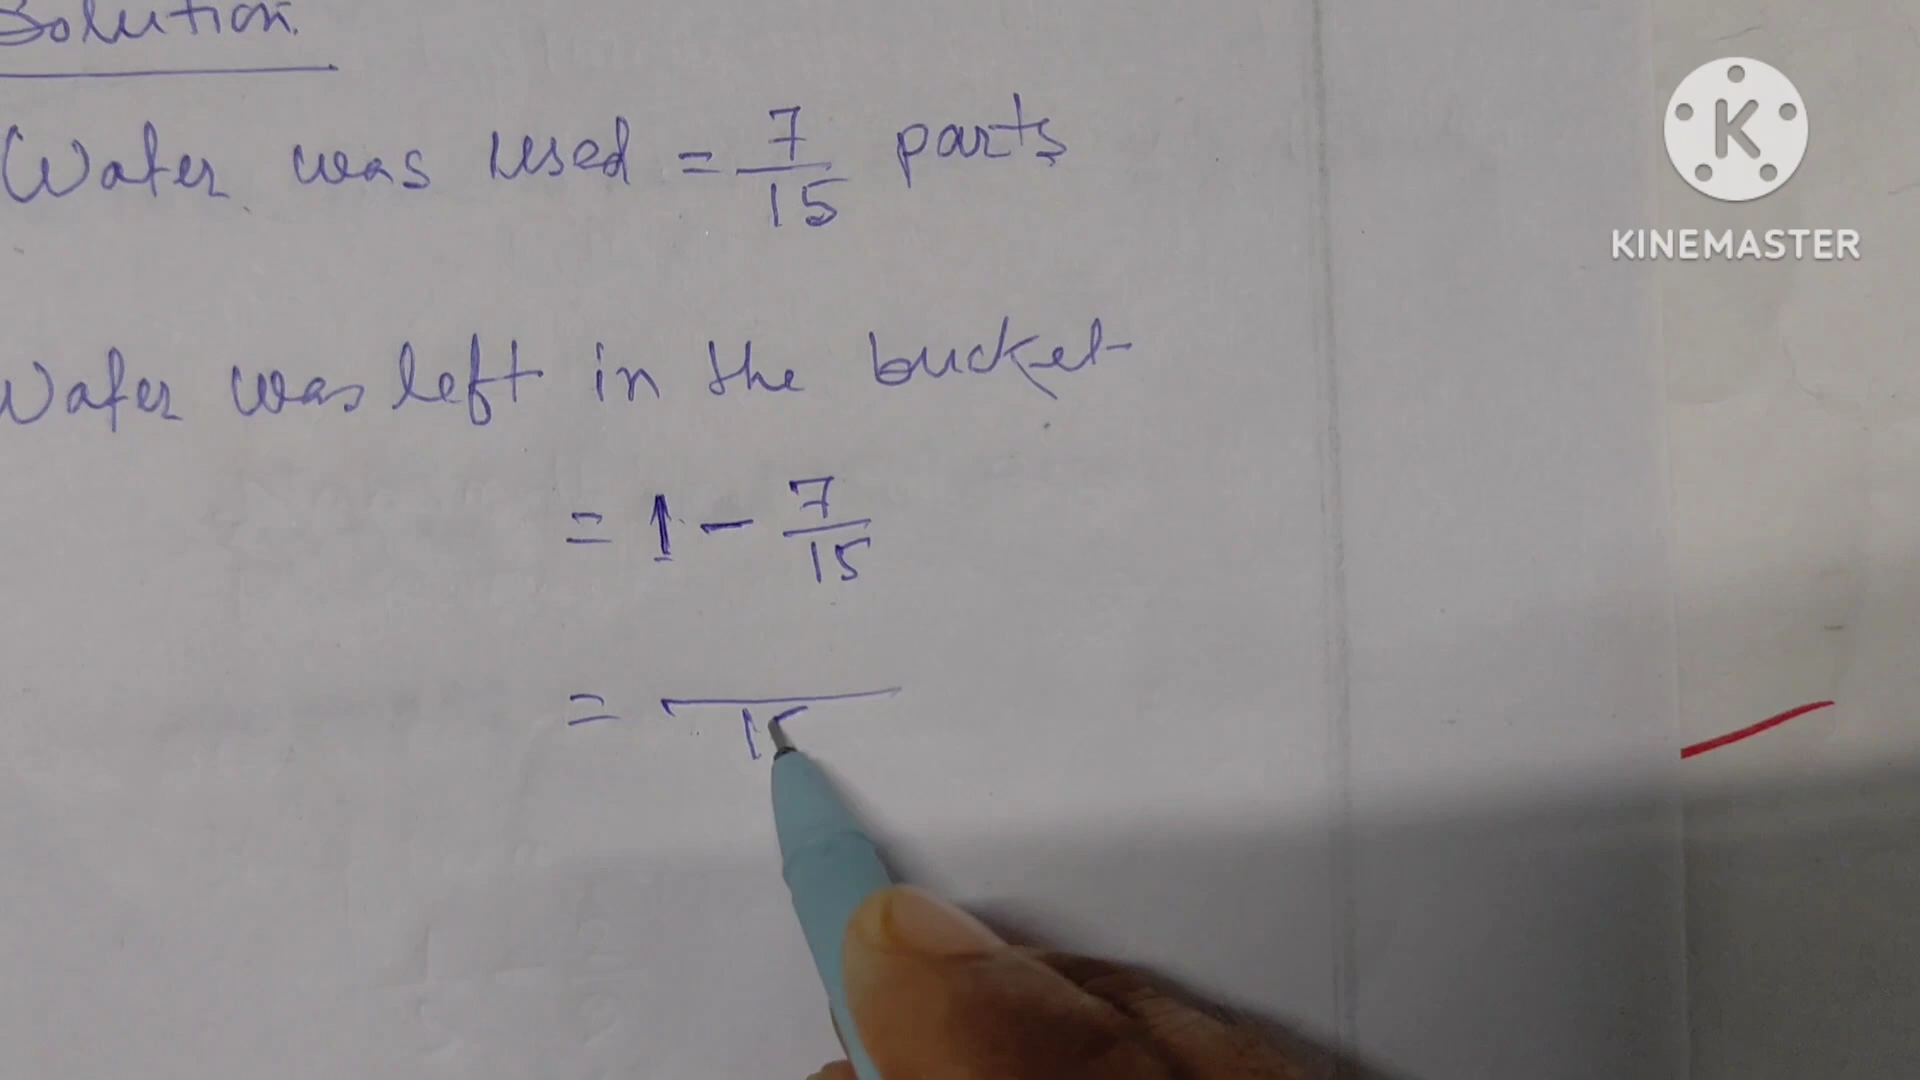 Solution.
Water was used = 7/15 parts
K
KINEMASTER
Water was left in the bucket
= 1 - 7/15
= /15